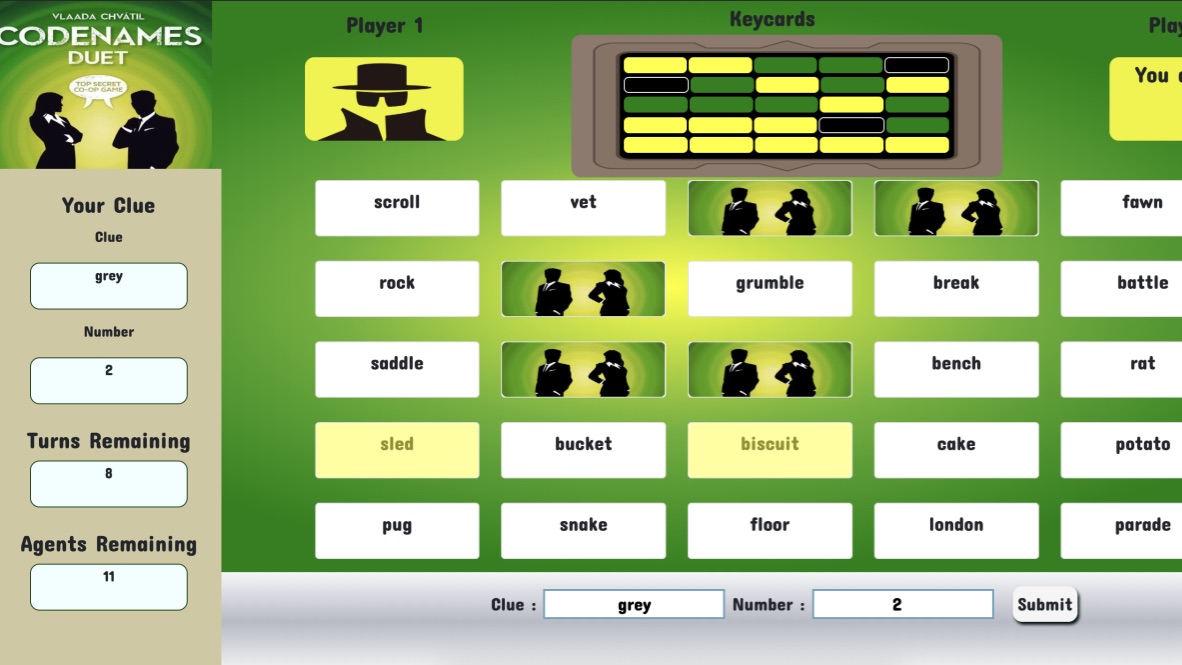 VLAADA CHVÁTIL
CODENAMES
DUET
TOP SECRET
CO-OP GAME
Your Clue
Clue
grey
Number
2
Turns Remaining
8
Agents Remaining
11
Player 1
Keycards
Play
You
scroll
vet
fawn
rock
grumble
break
battle
saddle
bench
rat
sled
bucket
biscuit
cake
potato
pug
snake
floor
london
parade
Clue :
grey
Number :
2
Submit